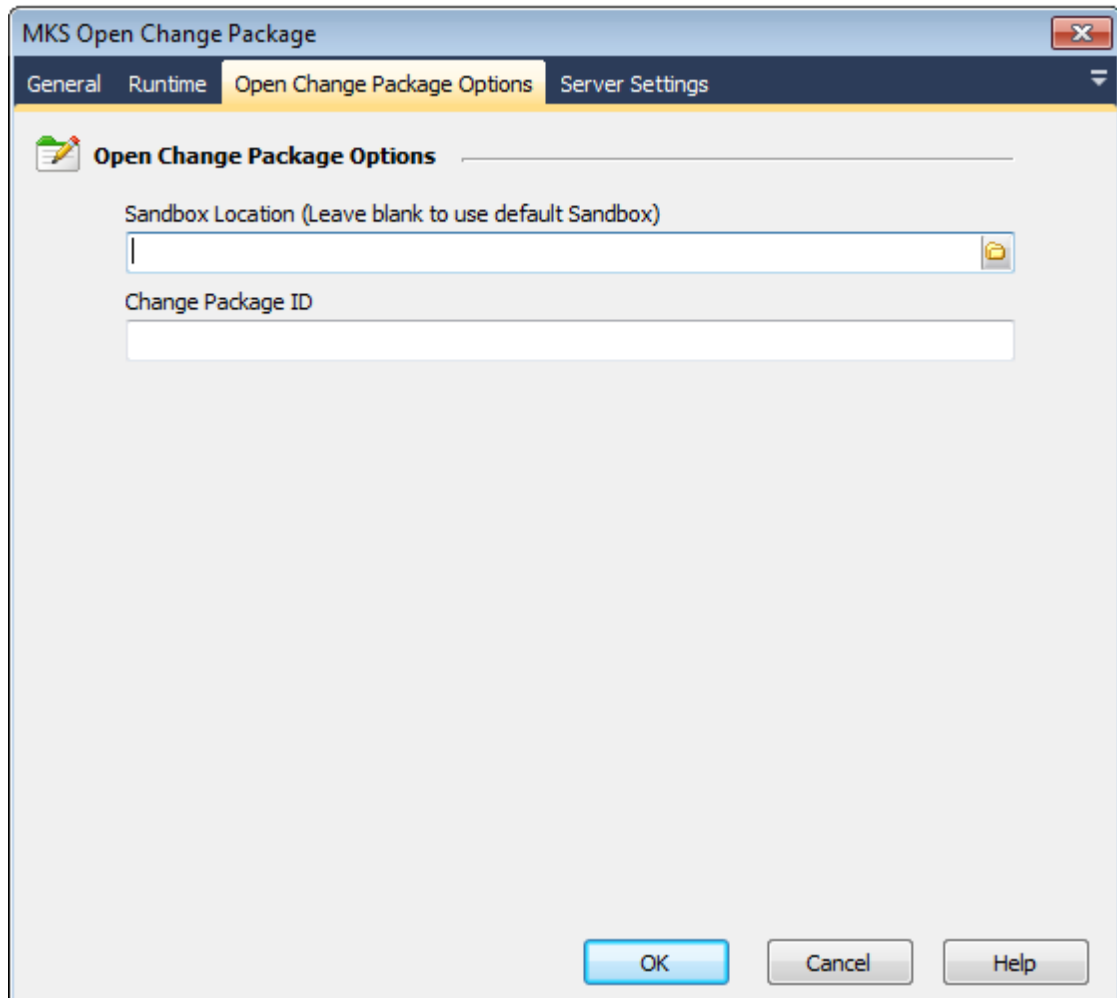 MKS Open Change Package
General Runtime Open Change Package Options Server Settings
Open Change Package Options
Sandbox Location (Leave blank to use default Sandbox)
Change Package ID
OK Cancel Help